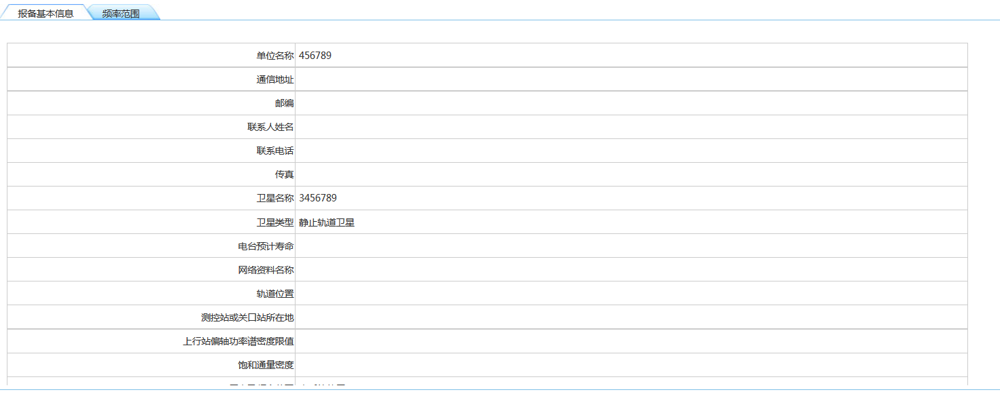 报备基本信息 频率范围
单位名称 456789
通信地址
邮编
联系人姓名
联系电话
传真
卫星名称 3456789
卫星类型 静止轨道卫星
电台预计寿命
网络资料名称
轨道位置
测控站或关口站所在地
上行站偏轴功率谱密度限值
饱和通量密度